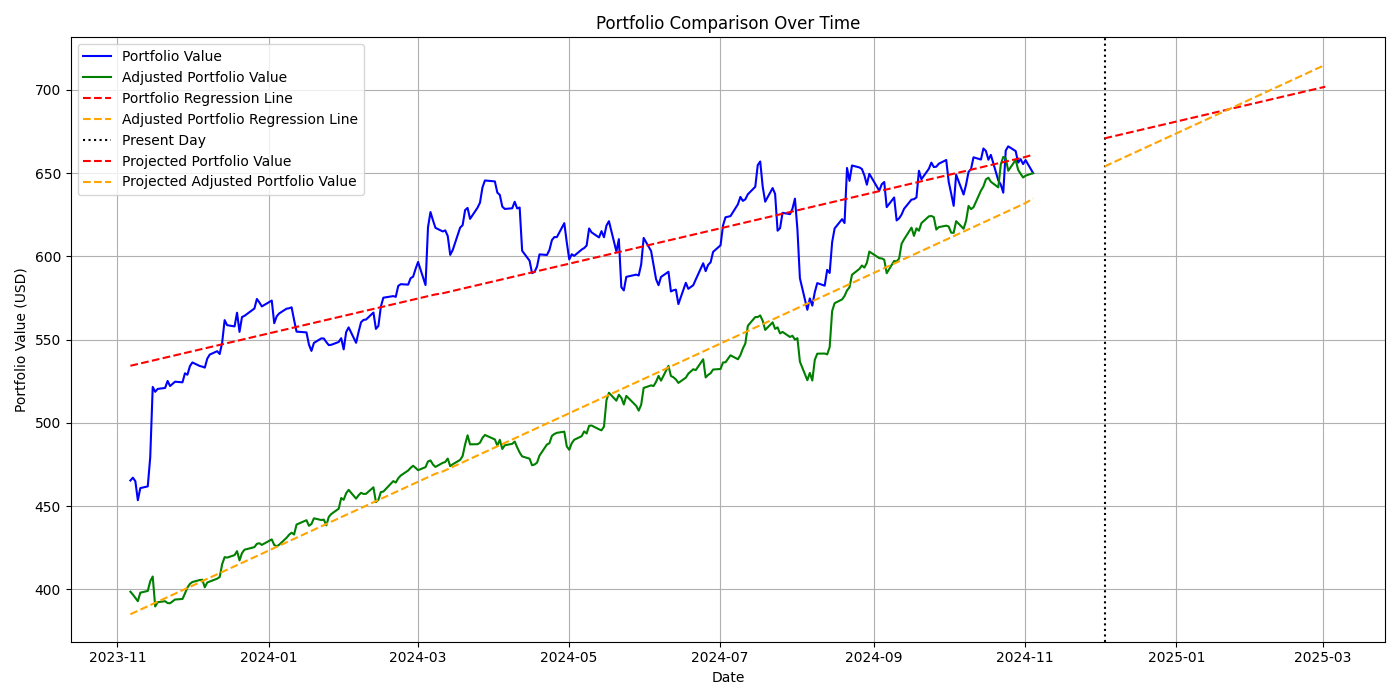 Portfolio Comparison Over Time
Portfolio Value
Adjusted Portfolio Value
Portfolio Regression Line
Adjusted Portfolio Regression Line
Present Day
Projected Portfolio Value
Projected Adjusted Portfolio Value
Portfolio Value (USD)
700
650
600
550
500
450
400
2023-11 2024-01 2024-03 2024-05 2024-07 2024-09 2024-11 2025-01 2025-03
Date